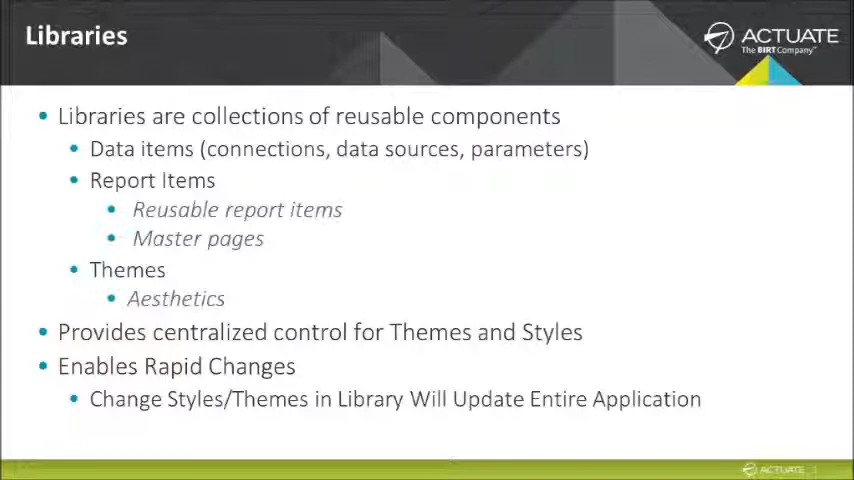 Libraries
ACTUATE
The BIRT Company™
• Libraries are collections of reusable components
• Data items (connections, data sources, parameters)
• Report Items
• Reusable report items
• Master pages
• Themes
• Aesthetics
• Provides centralized control for Themes and Styles
• Enables Rapid Changes
• Change Styles/Themes in Library Will Update Entire Application
ACTUATE